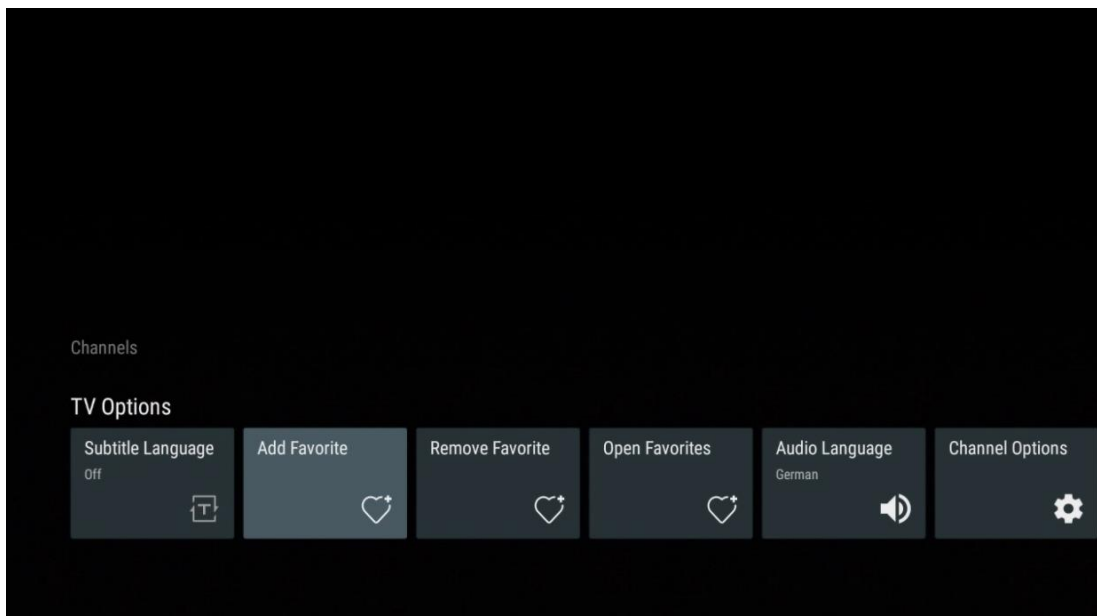 Channels
TV Options
Subtitle Language
Off
Add Favorite
Remove Favorite
Open Favorites
Audio Language
German
Channel Options